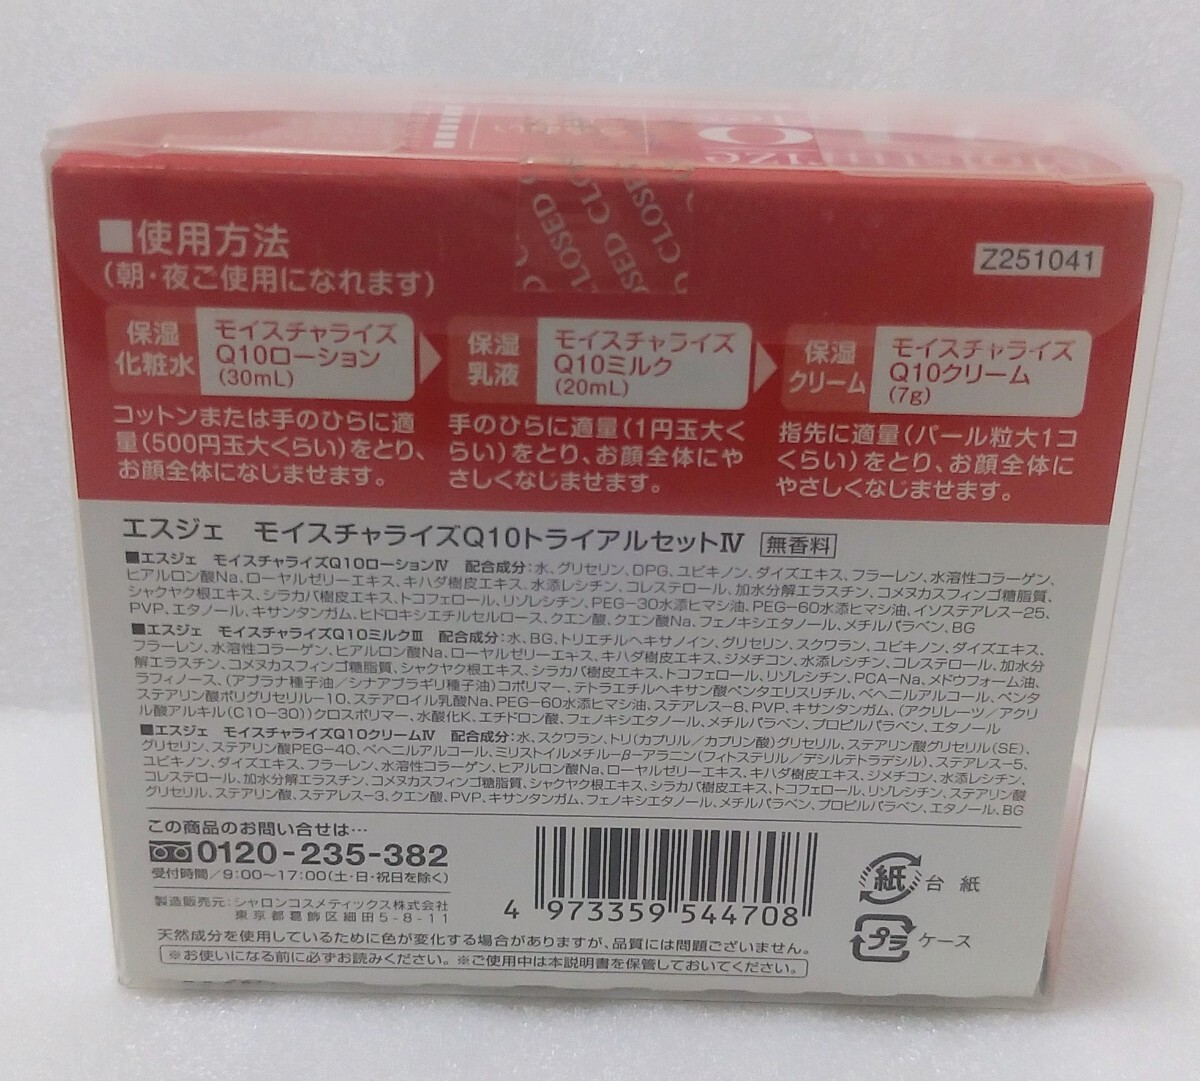 CLOSED
■使用方法
(朝・夜ご使用になれます)
Z251041
保湿
化粧水
モイスチャライズ
Q10ローション
(30mL)
コットンまたは手のひらに適
量(500円玉大くらい)をとり、
お顔全体になじませます。
保湿
乳液
モイスチャライズ
Q10ミルク
(20mL)
手のひらに適量(1円玉大く
らい)をとり、お顔全体にや
さしくなじませます。
保湿
クリーム
モイスチャライズ
Q10クリーム
(7g)
指先に適量(パール粒大1コ
くらい)をとり、お顔全体に
やさしくなじませます。
エスジェ モイスチャライズQ10トライアルセットⅣ 無香料
■エスジェ モイスチャライズQ10ローションⅣ 配合成分:水、グリセリン、DPG、ユビキノン、ダイズエキス、フラーレン、水溶性コラーゲン、
ヒアルロン酸Na、ローヤルゼリーエキス、キハダ樹皮エキス、水添レシチン、コレステロール、加水分解エラスチン、コメヌカスフィンゴ糖脂質、
シャクヤク根エキス、シラカバ樹皮エキス、トコフェロール、リゾレシチン、PEG-30水添ヒマシ油、PEG-60水添ヒマシ油、イソステアレス-25、
PVP、エタノール、キサンタンガム、ヒドロキシエチルセルロース、クエン酸、クエン酸Na、フェノキシエタノール、メチルパラベン、BG
■エスジェ モイスチャライズQ10ミルクⅢ 配合成分:水、BG、トリエチルヘキサノイン、グリセリン、スクワラン、ユビキノン、ダイズエキス、
フラーレン、水溶性コラーゲン、ヒアルロン酸Na、ローヤルゼリーエキス、キハダ樹皮エキス、ジメチコン、水添レシチン、コレステロール、加水分
解エラスチン、コメヌカスフィンゴ糖脂質、シャクヤク根エキス、シラカバ樹皮エキス、トコフェロール、リゾレシチン、PCA-Na、メドウフォーム油、
ラフィノース、(アブラナ種子油/シナアブラギリ種子油)コポリマー、テトラエチルヘキサン酸ペンタエリスリチル、ベヘニルアルコール、ペンタ
ステアリン酸ポリグリセリル-10、ステアロイル乳酸Na、PEG-60水添ヒマシ油、ステアレス-8、PVP、キサンタンガム、(アクリレーツ/アクリ
ル酸アルキル(C10-30))クロスポリマー、水酸化K、エチドロン酸、フェノキシエタノール、メチルパラベン、プロピルパラベン、エタノール
■エスジェ モイスチャライズQ10クリームⅣ 配合成分:水、スクワラン、トリ(カプリル/カプリン酸)グリセリル、ステアリン酸グリセリル(SE)、
グリセリン、ステアリン酸PEG-40、ベヘニルアルコール、ミリストイルメチル-β-アラニン(フィトステリル/デシルテトラデシル)、ステアレス-5、
ユビキノン、ダイズエキス、フラーレン、水溶性コラーゲン、ヒアルロン酸Na、ローヤルゼリーエキス、キハダ樹皮エキス、ジメチコン、水添レシチン、
コレステロール、加水分解エラスチン、コメヌカスフィンゴ糖脂質、シャクヤク根エキス、シラカバ樹皮エキス、トコフェロール、リゾレシチン、ステアリン酸
グリセリル、ステアリン酸、ステアレス-3、クエン酸、PVP、キサンタンガム、フェノキシエタノール、メチルパラベン、プロピルパラベン、エタノール、BG
この商品のお問い合せは…
0120-235-382
受付時間/9:00〜17:00(土・日・祝日を除く)
製造販売元:シャロンコスメティックス株式会社
東京都葛飾区細田5-8-11
4 973359 544708
紙 台紙
プラ ケース
天然成分を使用しているために色が変化する場合がありますが、品質には問題ございません。
※お使いになる前に必ずお読みください。※ご使用中は本説明書を保管しておいてください。